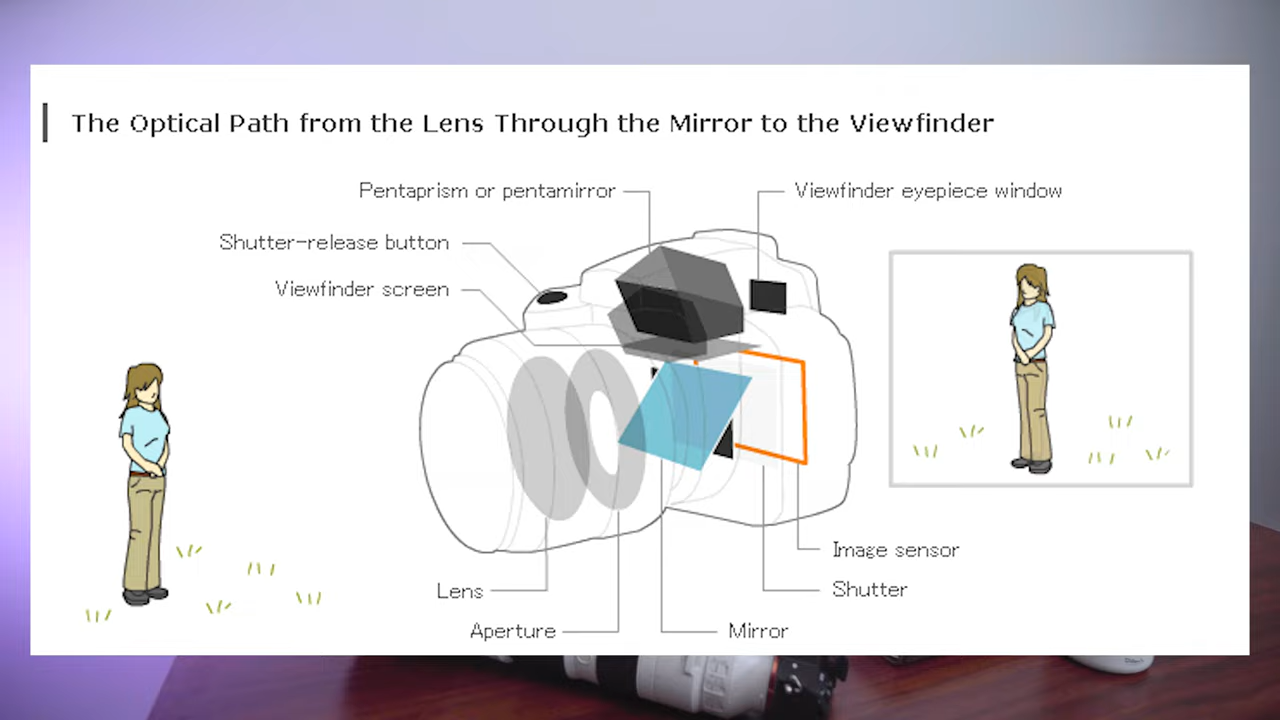 The Optical Path from the Lens Through the Mirror to the Viewfinder
Pentaprism or pentamirror
Viewfinder eyepiece window
Shutter-release button
Viewfinder screen
Image sensor
Lens
Shutter
Aperture
Mirror